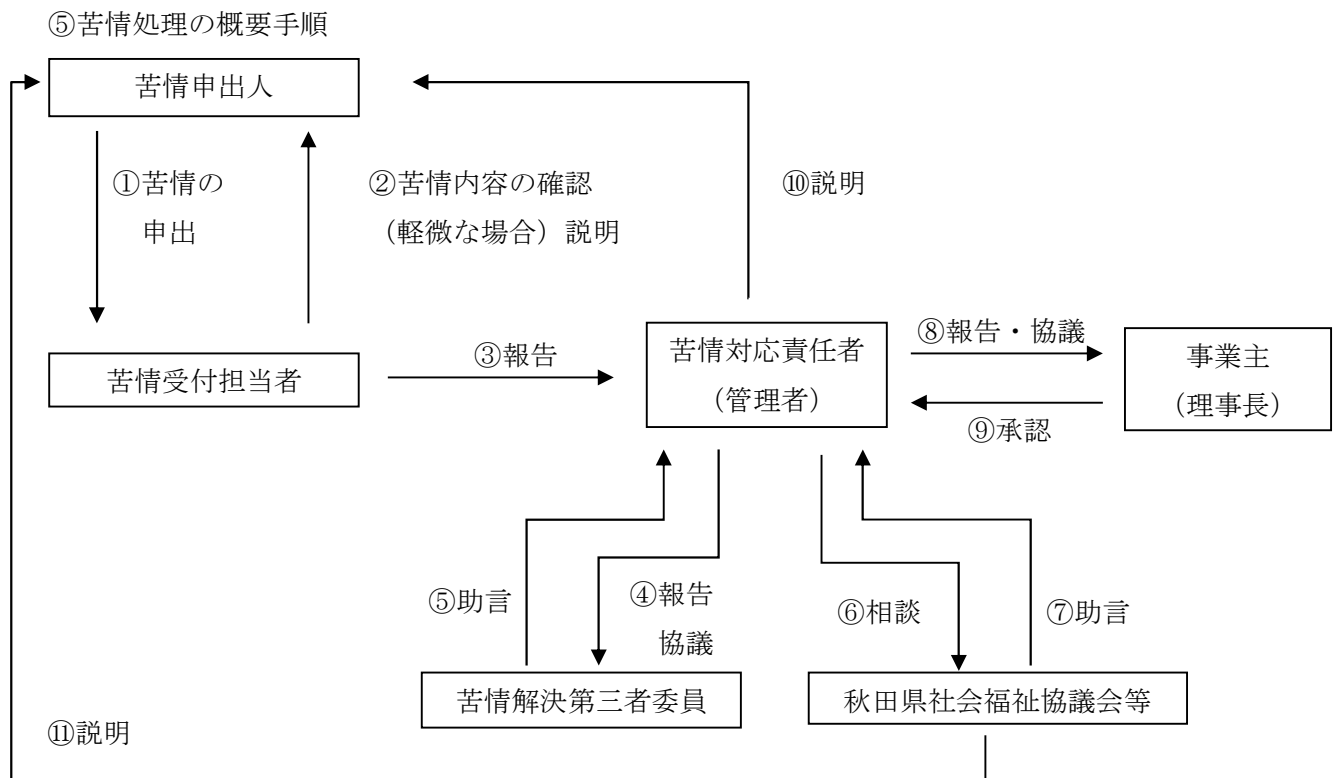 ⑤苦情処理の概要手順
苦情申出人
①苦情の
申出
②苦情内容の確認
（軽微な場合）説明
⑩説明
苦情受付担当者
③報告
苦情対応責任者
（管理者）
⑧報告・協議
⑨承認
事業主
（理事長）
⑤助言
④報告
協議
⑥相談
⑦助言
苦情解決第三者委員
秋田県社会福祉協議会等
⑪説明